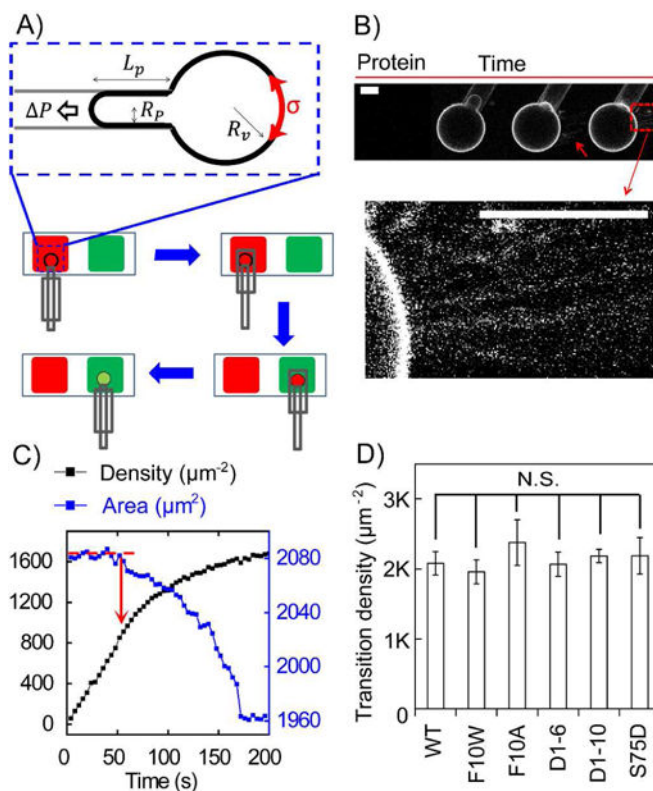 A)
L_p
ΔP
R_P
R_v
σ
B)
Protein Time
C)
Density (µm⁻²)
Area (µm²)
1600
1200
800
400
0
2080
2040
2000
1960
0 50 100 150 200
Time (s)
D)
N.S.
Transition density (µm⁻²)
3K
2K
1K
0
WT
F10W
F10A
D1-6
D1-10
S75D